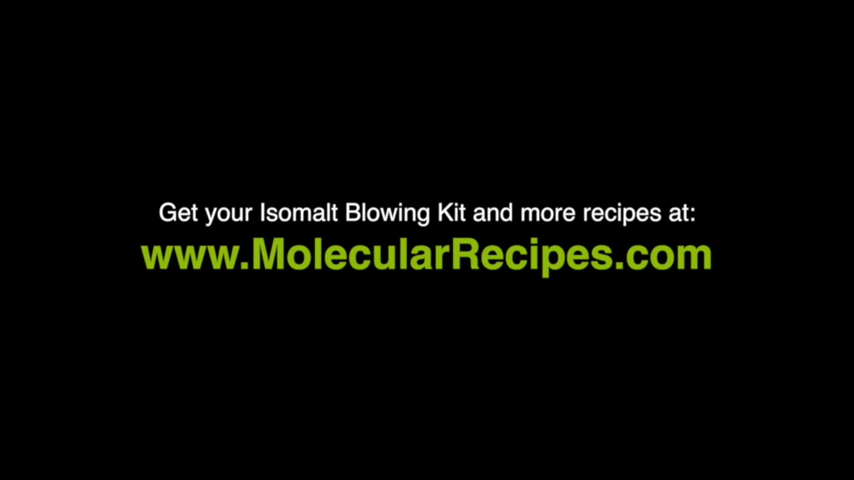 Get your Isomalt Blowing Kit and more recipes at:
www.MolecularRecipes.com